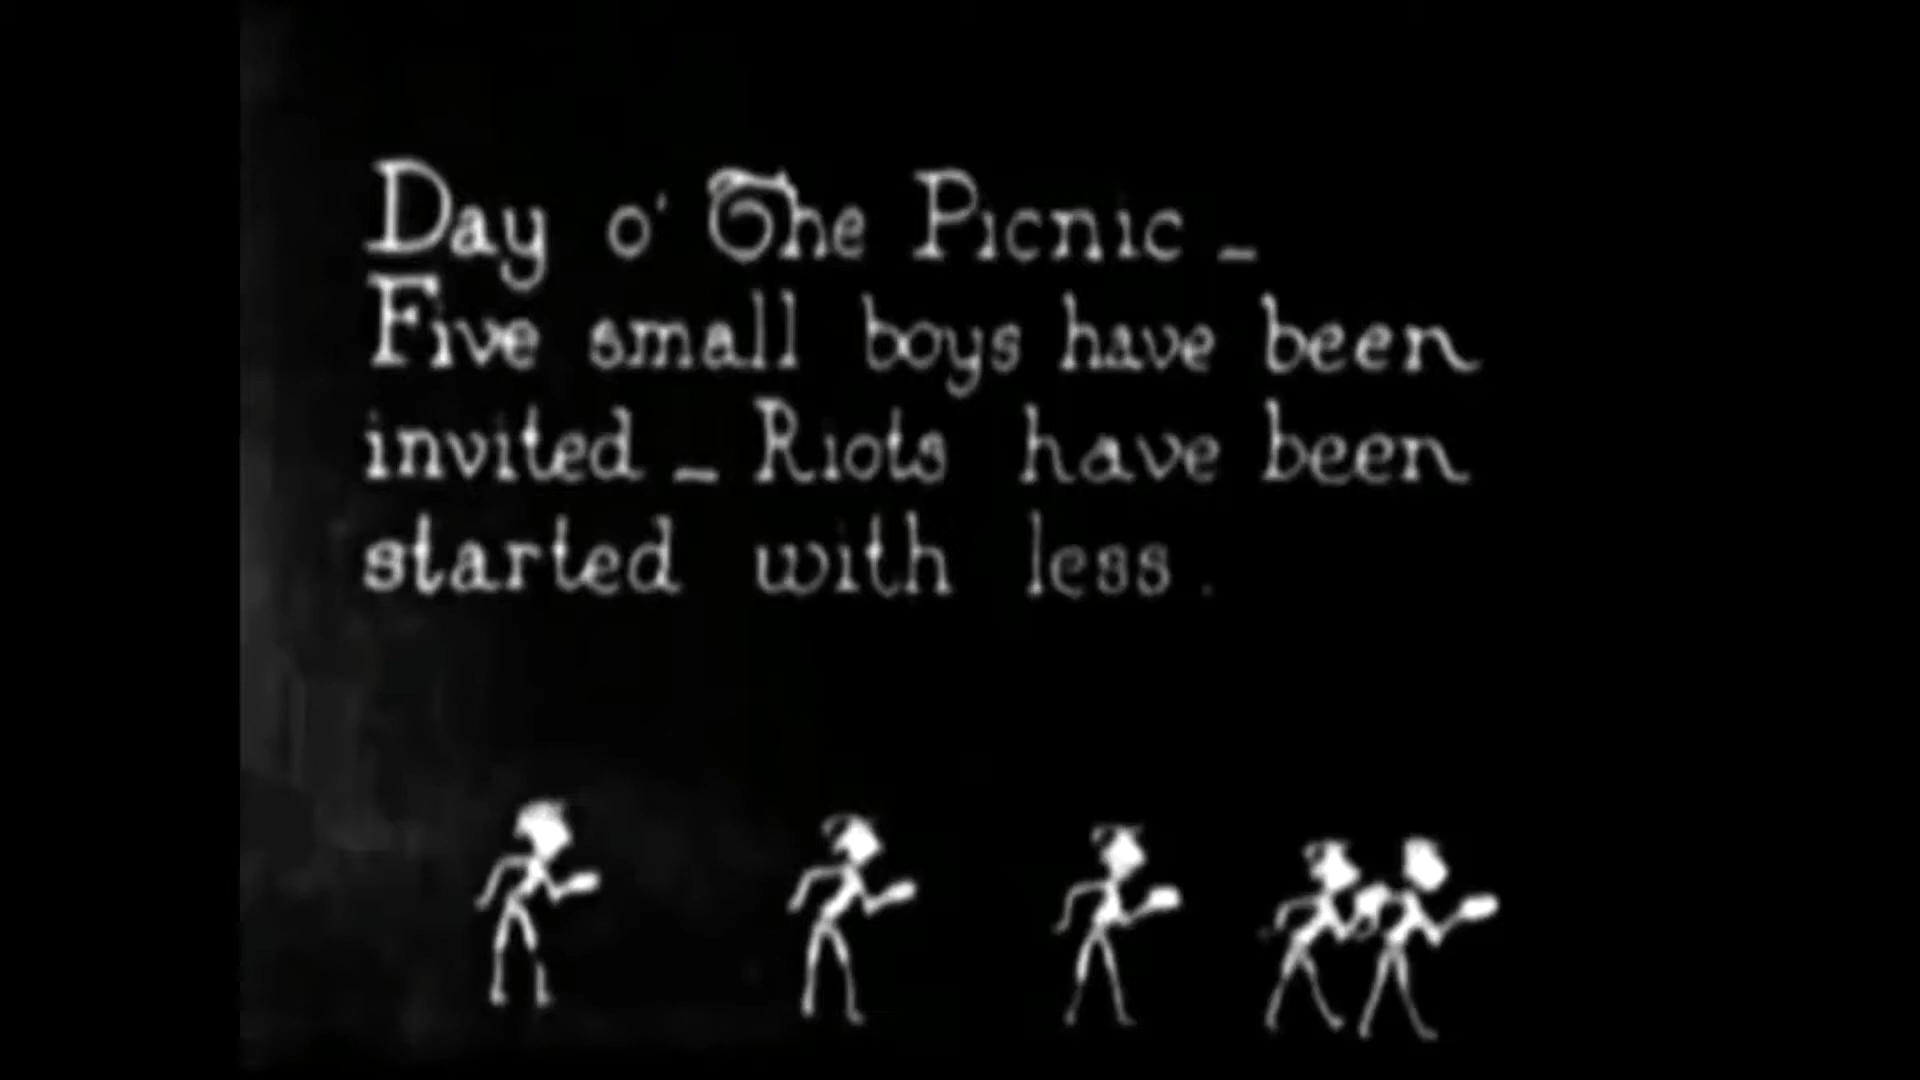 Day o' The Picnic –
Five small boys have been
invited – Riots have been
started with less.